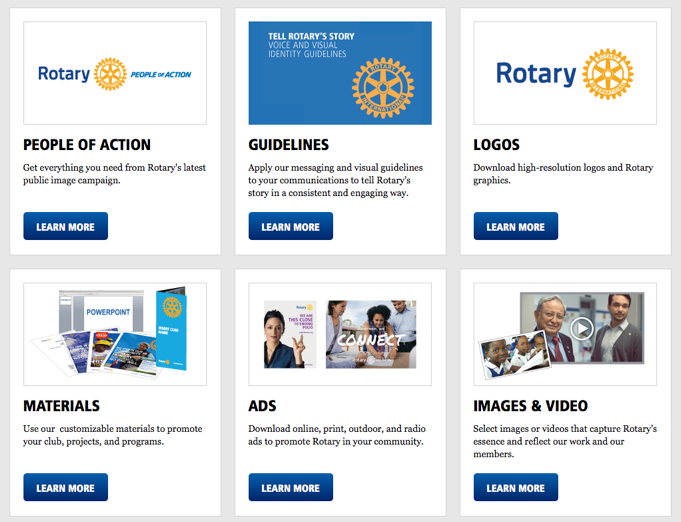 Rotary
PEOPLE OF ACTION
PEOPLE OF ACTION
Get everything you need from Rotary's latest
public image campaign.
LEARN MORE
TELL ROTARY'S STORY
VOICE AND VISUAL
IDENTITY GUIDELINES
ROTARY
INTERNATIONAL
GUIDELINES
Apply our messaging and visual guidelines
to your communications to tell Rotary's
story in a consistent and engaging way.
LEARN MORE
Rotary
ROTARY
INTERNATIONAL
LOGOS
Download high-resolution logos and Rotary
graphics.
LEARN MORE
POWERPOINT
MATERIALS
Use our customizable materials to promote
your club, projects, and programs.
LEARN MORE
WE ARE
THIS CLOSE
TO ENDING
POLIO
CONNECT
Rotary
ADS
Download online, print, outdoor, and radio
ads to promote Rotary in your community.
LEARN MORE
IMAGES & VIDEO
Select images or videos that capture Rotary's
essence and reflect our work and our
members.
LEARN MORE